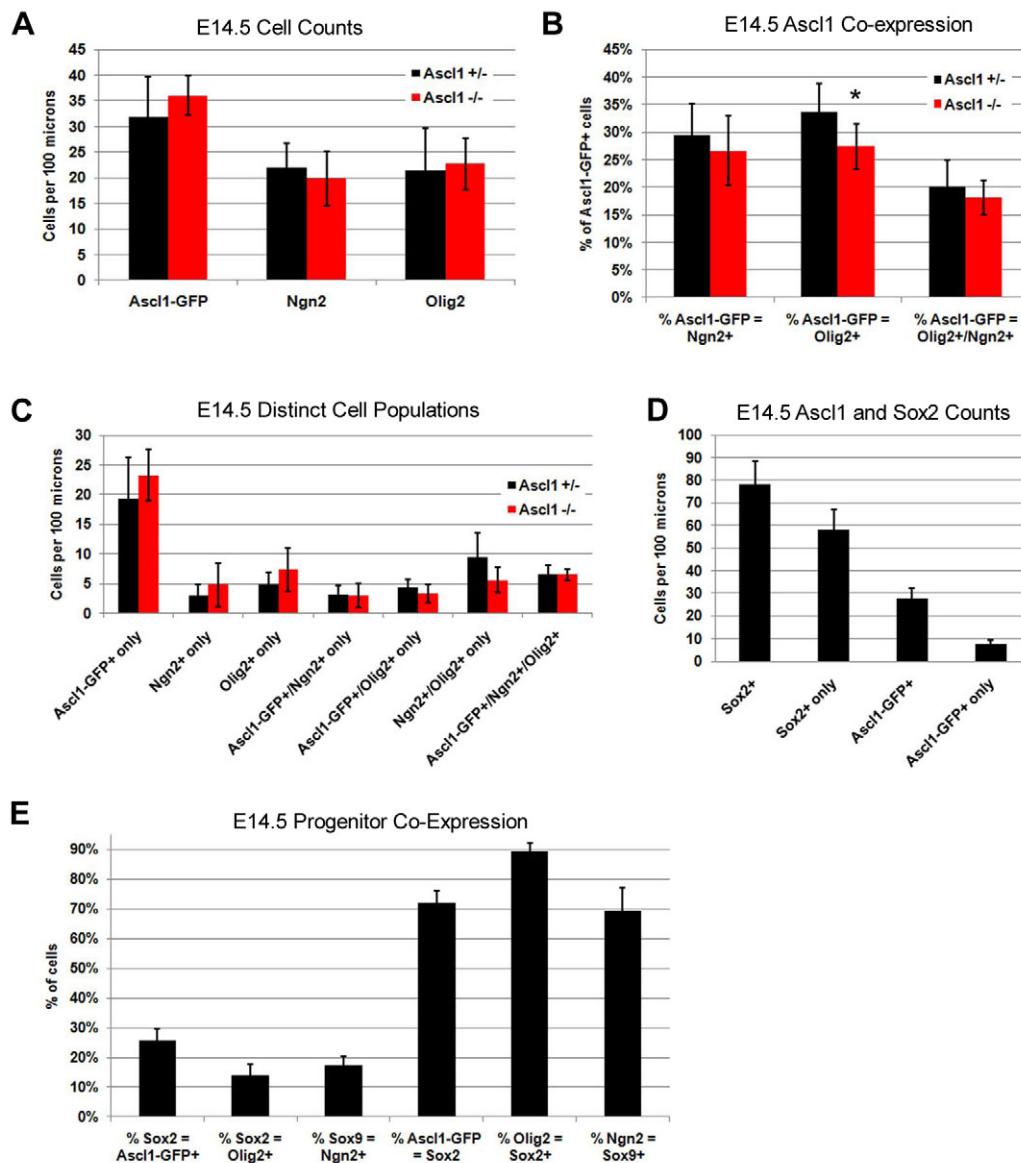 A
E14.5 Cell Counts
Cells per 100 microns
45
40
35
30
25
20
15
10
5
0
Ascl1 +/-
Ascl1 -/-
Ascl1-GFP
Ngn2
Olig2
B
E14.5 Ascl1 Co-expression
% of Ascl1-GFP+ cells
45%
40%
35%
30%
25%
20%
15%
10%
5%
0%
Ascl1 +/-
Ascl1 -/-
*
% Ascl1-GFP =
Ngn2+
% Ascl1-GFP =
Olig2+
% Ascl1-GFP =
Olig2+/Ngn2+
C
E14.5 Distinct Cell Populations
Cells per 100 microns
30
25
20
15
10
5
0
Ascl1 +/-
Ascl1 -/-
Ascl1-GFP+ only
Ngn2+ only
Olig2+ only
Ascl1-GFP+/Ngn2+ only
Ascl1-GFP+/Olig2+ only
Ngn2+/Olig2+ only
Ascl1-GFP+/Ngn2+/Olig2+
D
E14.5 Ascl1 and Sox2 Counts
Cells per 100 microns
100
90
80
70
60
50
40
30
20
10
0
Sox2+
Sox2+ only
Ascl1-GFP+
Ascl1-GFP+ only
E
E14.5 Progenitor Co-Expression
% of cells
90%
80%
70%
60%
50%
40%
30%
20%
10%
0%
% Sox2 =
Ascl1-GFP+
% Sox2 =
Olig2+
% Sox9 =
Ngn2+
% Ascl1-GFP
= Sox2
% Olig2 =
Sox2+
% Ngn2 =
Sox9+